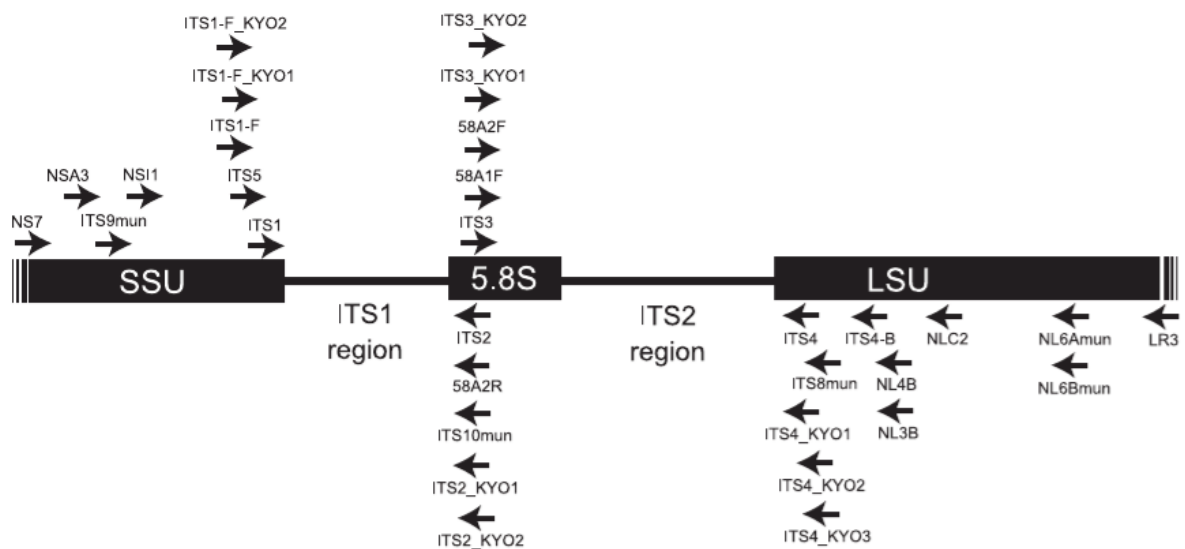 ITS1-F_KYO2
ITS3_KYO2
ITS1-F_KYO1
ITS3_KYO1
ITS1-F
58A2F
NSA3
NSI1
ITS5
58A1F
NS7
ITS9mun
ITS1
ITS3
SSU
5.8S
LSU
ITS1
region
ITS2
region
ITS2
ITS4
ITS4-B
NLC2
NL6Amun
LR3
58A2R
ITS8mun
NL4B
NL6Bmun
ITS10mun
ITS4_KYO1
NL3B
ITS2_KYO1
ITS4_KYO2
ITS2_KYO2
ITS4_KYO3